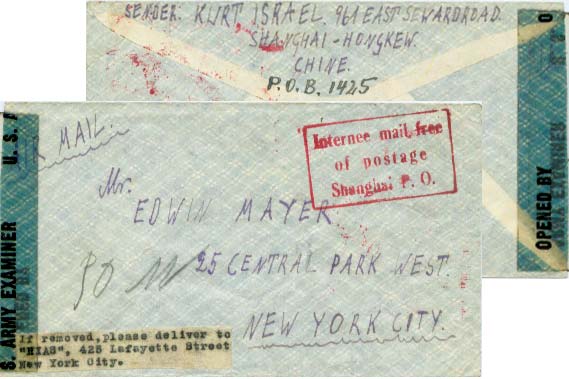 SENDER: KURT, ISRAEL. 961 EAST SEWARDROAD.
SHANGHAI - HONGKEW.
CHINE.
P.O.B. 1425
OPENED BY
ARMY EXAMINER
U.S.A
AIR MAIL.
Internee mail, free
of postage
Shanghai P. O.
Mr.
EDWIN MAYER
25 CENTRAL PARK WEST.
NEW YORK CITY.
S. ARMY EXAMINER
If removed, please deliver to
"HIAS", 425 Lafayette Street
New York City.